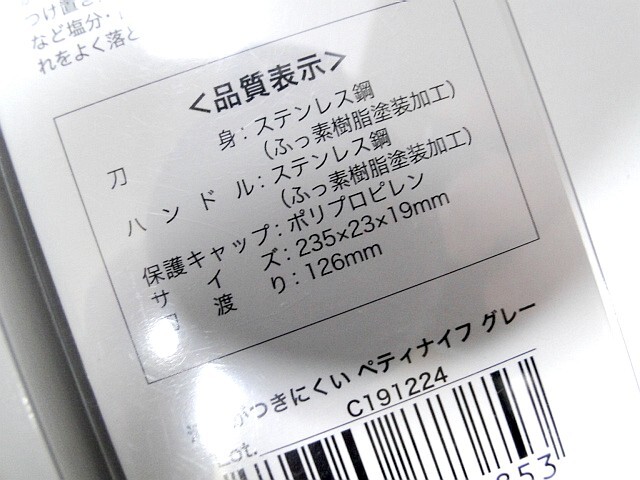 つけ置き
など塩分・
れをよく落と
<品質表示>
刀身:ステンレス鋼
(ふっ素樹脂塗装加工)
ハンドル:ステンレス鋼
(ふっ素樹脂塗装加工)
保護キャップ:ポリプロピレン
サイズ:235×23×19mm
刃渡り:126mm
がつきにくい ペティナイフ グレー
Lot. C191224
853